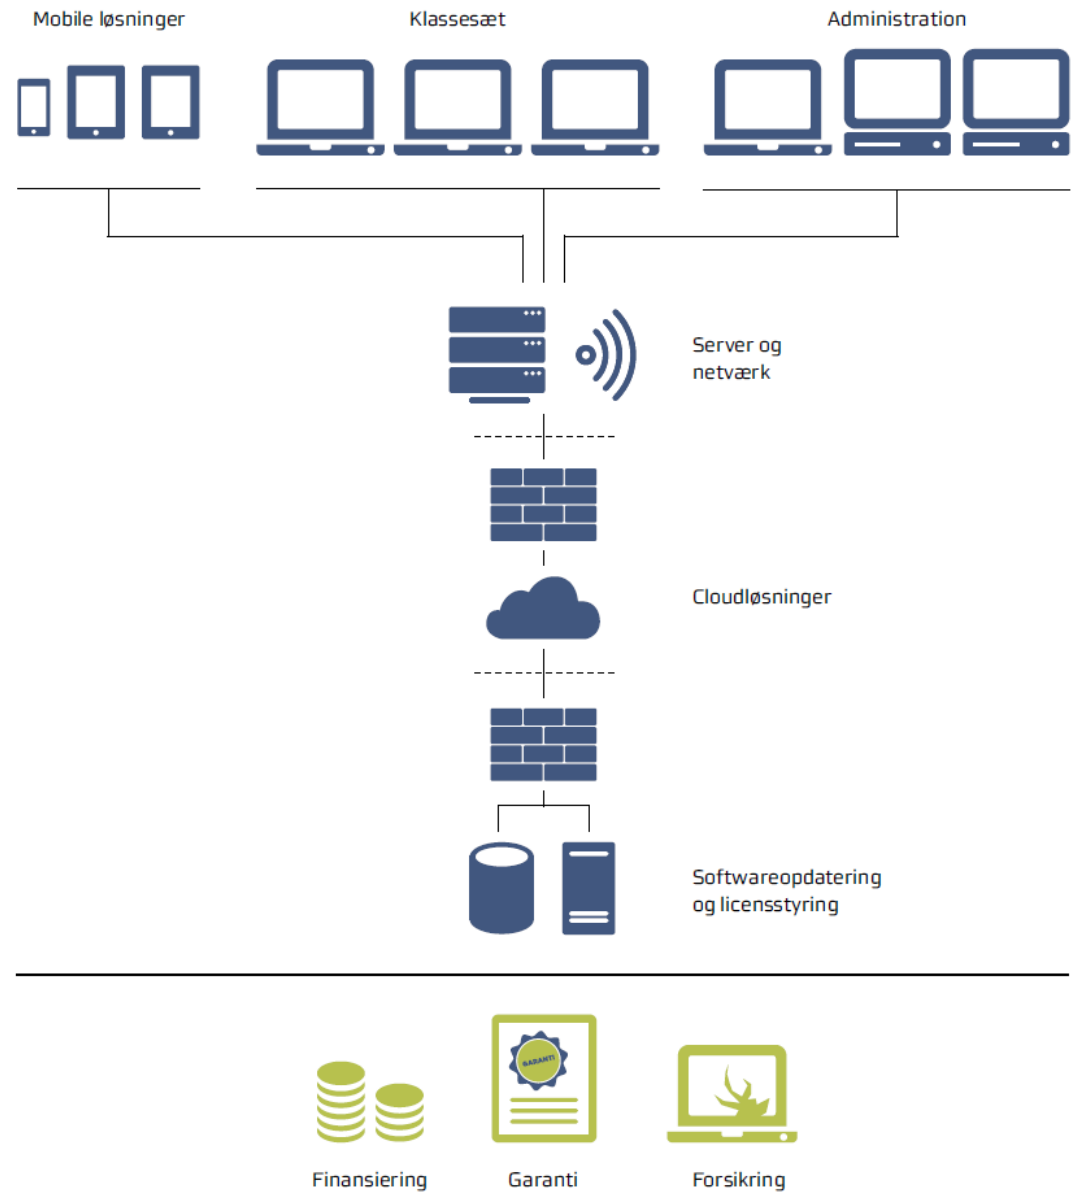 Mobile løsninger
Klassesæt
Administration
Server og
netværk
Cloudløsninger
Softwareopdatering
og licensstyring
GARANTI
Finansiering
Garanti
Forsikring